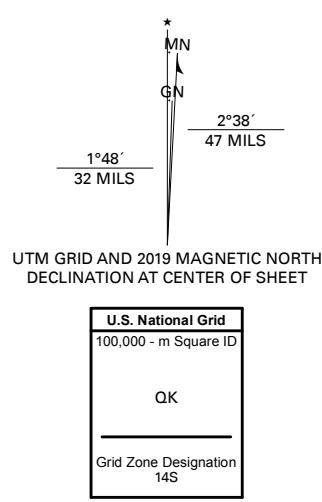 ★
MN
GN
2°38´
47 MILS
1°48´
32 MILS
UTM GRID AND 2019 MAGNETIC NORTH
DECLINATION AT CENTER OF SHEET
U.S. National Grid
100,000 - m Square ID
QK
Grid Zone Designation
14S